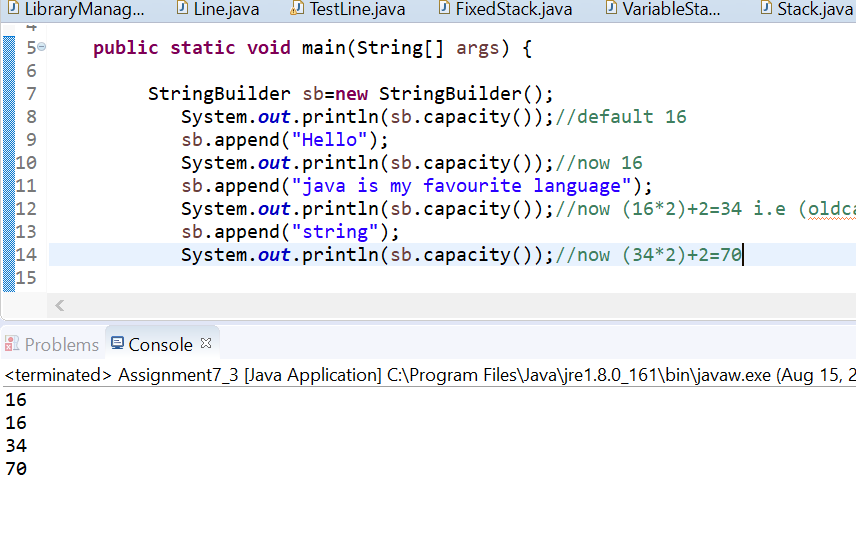 LibraryManag... Line.java TestLine.java FixedStack.java VariableSta... Stack.java
4
5 public static void main(String[] args) {
6
7 StringBuilder sb=new StringBuilder();
8 System.out.println(sb.capacity());//default 16
9 sb.append("Hello");
10 System.out.println(sb.capacity());//now 16
11 sb.append("java is my favourite language");
12 System.out.println(sb.capacity());//now (16*2)+2=34 i.e (oldca
13 sb.append("string");
14 System.out.println(sb.capacity());//now (34*2)+2=70
15
Problems Console
<terminated> Assignment7_3 [Java Application] C:\Program Files\Java\jre1.8.0_161\bin\javaw.exe (Aug 15, 2
16
16
34
70